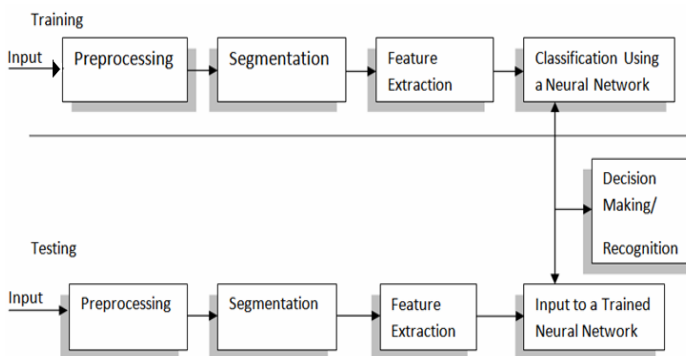 Training
Input
Preprocessing
Segmentation
Feature
Extraction
Classification Using
a Neural Network
Decision
Making/
Recognition
Testing
Input
Preprocessing
Segmentation
Feature
Extraction
Input to a Trained
Neural Network